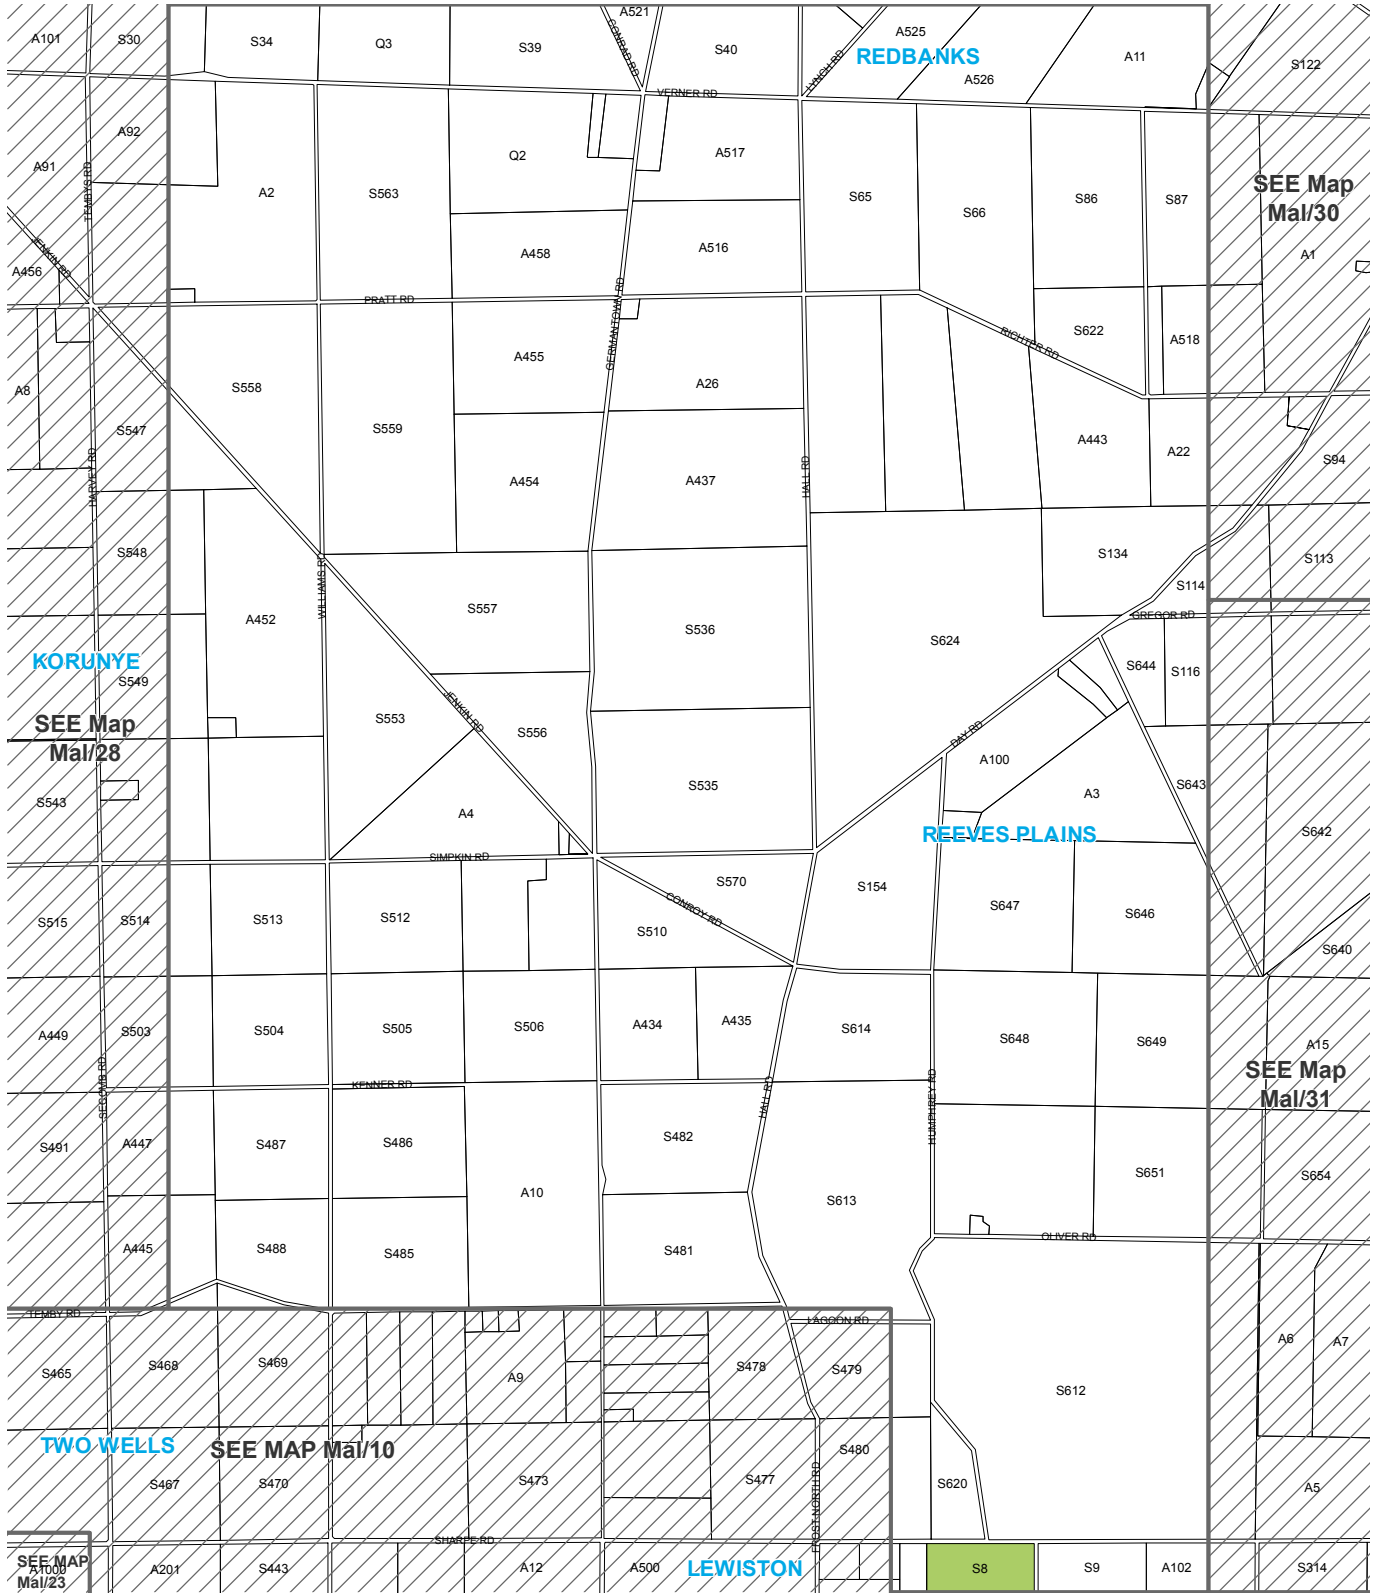 A521
A101
S30
S34
Q3
S39
CONRAD RD
S40
A525
REDBANKS
A526
A11
S122
LYNCH RD
VERNER RD
A92
A91
TEMBYS RD
A2
S563
Q2
A517
S65
S66
S86
S87
SEE Map
Mal/30
JENKIN RD
A456
A458
A516
A1
PRATT RD
GERMANTOWN RD
RICHTER RD
S622
A518
A8
S558
A455
A26
S547
S559
A443
A22
S94
HARVEY RD
A454
A437
HALL RD
S548
S134
S113
WILLIAMS RD
S557
S114
A452
GREGOR RD
S536
S624
KORUNYE
S549
S644
S116
SEE Map
Mal/28
S553
JENKIN RD
S556
DAY RD
A100
S543
S535
S643
A3
A4
REEVES PLAINS
S642
SIMPKIN RD
S570
S154
CONROY RD
S515
S514
S513
S512
S510
S647
S646
S640
A449
S503
S504
S505
S506
A434
A435
S614
S648
S649
A15
SEE Map
Mal/31
SEGOMB RD
KENNER RD
HALL RD
HUMPHREY RD
S491
A447
S487
S486
S482
A10
S613
S651
S654
A445
S488
S485
S481
OLIVER RD
TEMBY RD
LAGOON RD
S465
S468
S469
A9
S478
S479
S612
A6
A7
TWO WELLS
SEE MAP Mal/10
S480
S467
S470
S473
S477
FROST NORTH RD
S620
A5
SHARPE RD
SEE MAP
Mal/23
A1000
A201
S443
A12
A500
LEWISTON
S8
S9
A102
S314